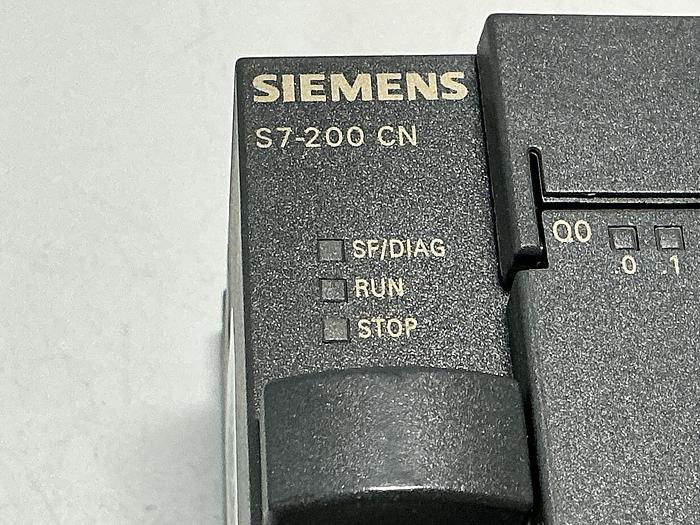 SIEMENS
S7-200 CN
SF/DIAG
RUN
STOP
Q0
.0 .1